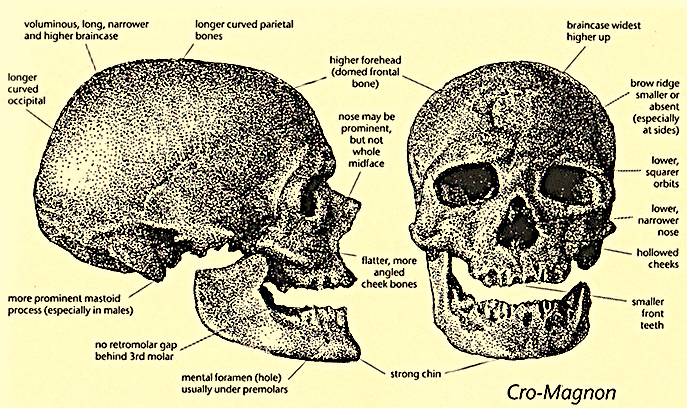 voluminous, long, narrower
and higher braincase
longer curved parietal
bones
braincase widest
higher up
higher forehead
(domed frontal
bone)
longer
curved
occipital
brow ridge
smaller or
absent
(especially
at sides)
nose may be
prominent,
but not
whole
midface
lower,
squarer
orbits
lower,
narrower
nose
hollowed
cheeks
flatter, more
angled
cheek bones
more prominent mastoid
process (especially in males)
smaller
front
teeth
no retromolar gap
behind 3rd molar
mental foramen (hole)
usually under premolars
strong chin
Cro-Magnon